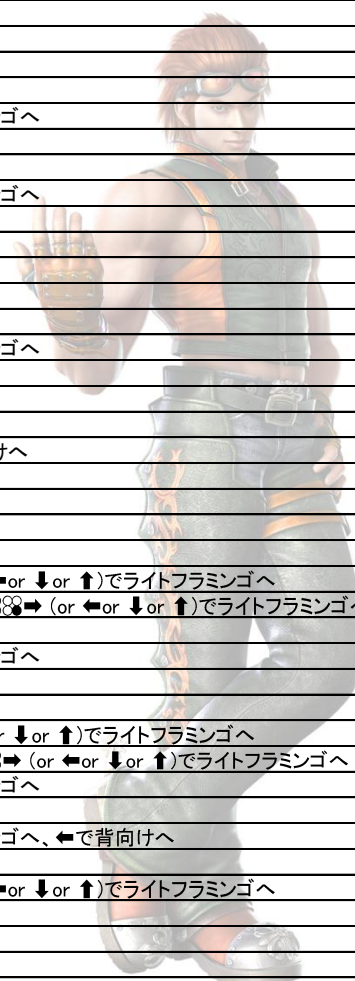 ゴへ
ゴへ
ゴへ
けへ
or ⬇or ⬆)でライトフラミンゴへ
➡ (or ⬅or ⬇or ⬆)でライトフラミンゴへ
ゴへ
⬇or ⬆)でライトフラミンゴへ
➡ (or ⬅or ⬇or ⬆)でライトフラミンゴへ
ゴへ
ゴへ、⬅で背向けへ
or ⬇or ⬆)でライトフラミンゴへ